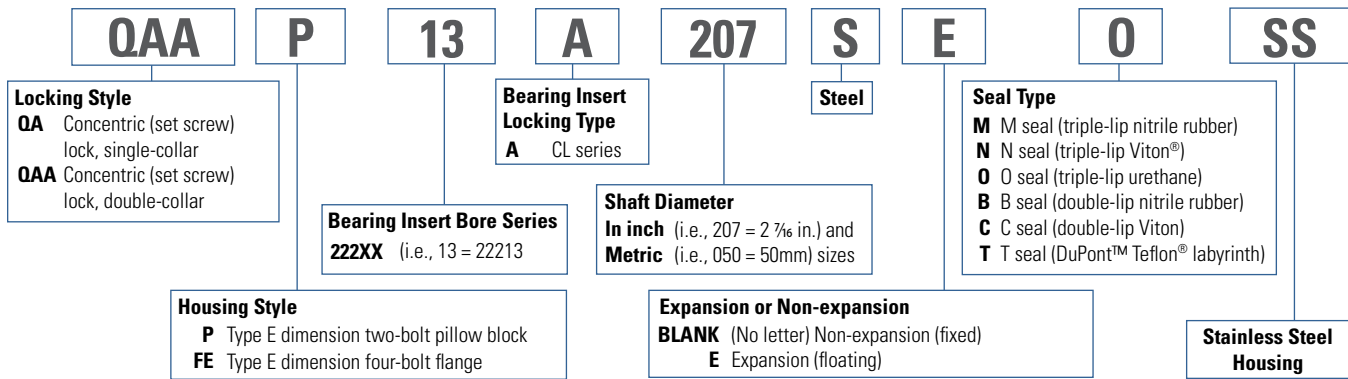 QAA P 13 A 207 S E O SS
Locking Style
QA Concentric (set screw)
lock, single-collar
QAA Concentric (set screw)
lock, double-collar
Bearing Insert
Locking Type
A CL series
Steel
Seal Type
M M seal (triple-lip nitrile rubber)
N N seal (triple-lip Viton®)
O O seal (triple-lip urethane)
B B seal (double-lip nitrile rubber)
C C seal (double-lip Viton)
T T seal (DuPont™ Teflon® labyrinth)
Bearing Insert Bore Series
222XX (i.e., 13 = 22213
Shaft Diameter
In inch (i.e., 207 = 2 7/16 in.) and
Metric (i.e., 050 = 50mm) sizes
Housing Style
P Type E dimension two-bolt pillow block
FE Type E dimension four-bolt flange
Expansion or Non-expansion
BLANK (No letter) Non-expansion (fixed)
E Expansion (floating)
Stainless Steel
Housing